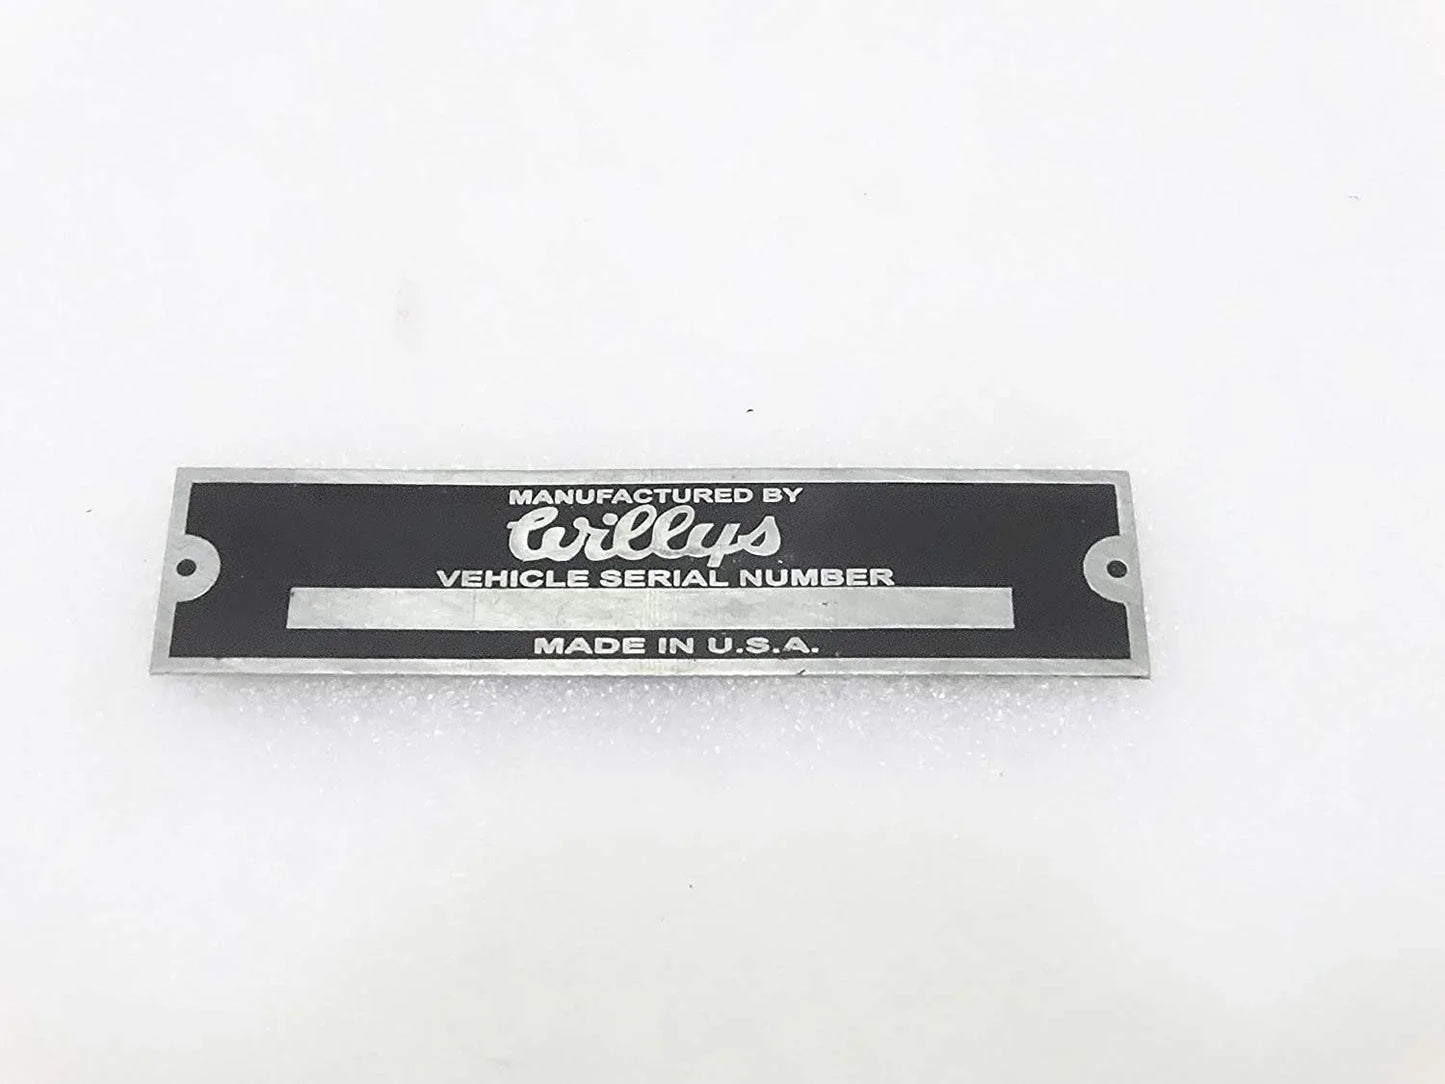 MANUFACTURED BY
Willys
VEHICLE SERIAL NUMBER
MADE IN U.S.A.